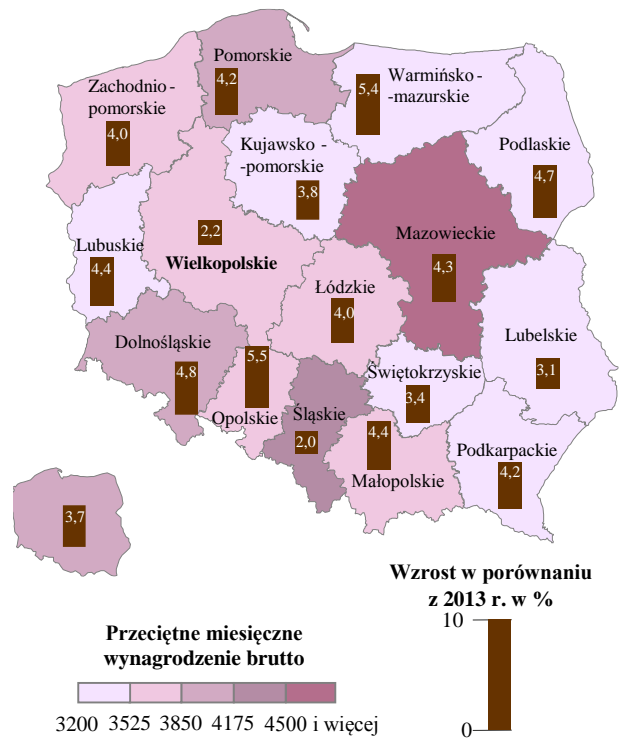 Pomorskie
4,2
Warmińsko -
-mazurskie
5,4
Zachodnio -
pomorskie
4,0
Kujawsko -
-pomorskie
3,8
Podlaskie
4,7
2,2
Wielkopolskie
Mazowieckie
4,3
Lubuskie
4,4
Łódzkie
4,0
Dolnośląskie
4,8
Lubelskie
3,1
5,5
Opolskie
Śląskie
2,0
Świętokrzyskie
3,4
4,4
Małopolskie
Podkarpackie
4,2
3,7
Wzrost w porównaniu
z 2013 r. w %
10
0
Przeciętne miesięczne
wynagrodzenie brutto
3200 3525 3850 4175 4500 i więcej